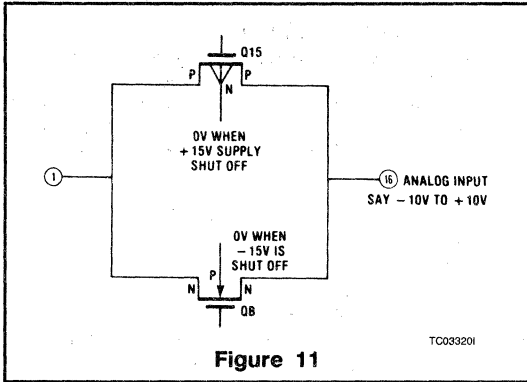 Q15
P
P
N
0V WHEN
+ 15V SUPPLY
SHUT OFF
1
16 ANALOG INPUT
SAY – 10V TO + 10V
0V WHEN
– 15V IS
SHUT OFF
P
N
N
Q8
TC03320I
Figure 11